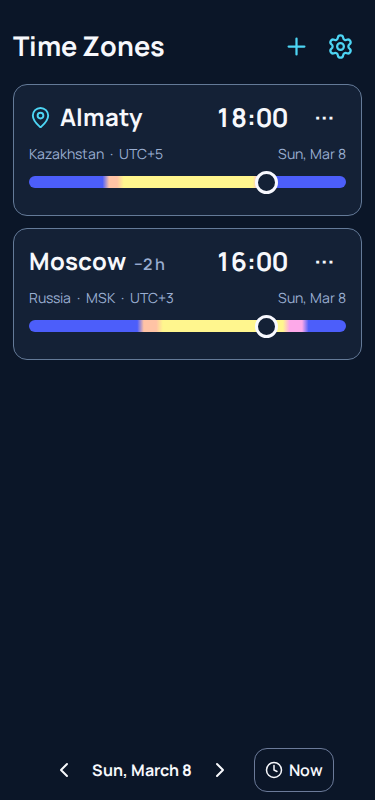 Time Zones
Almaty 18:00 ...
Kazakhstan · UTC+5 Sun, Mar 8
Moscow −2 h 16:00 ...
Russia · MSK · UTC+3 Sun, Mar 8
Sun, March 8 Now